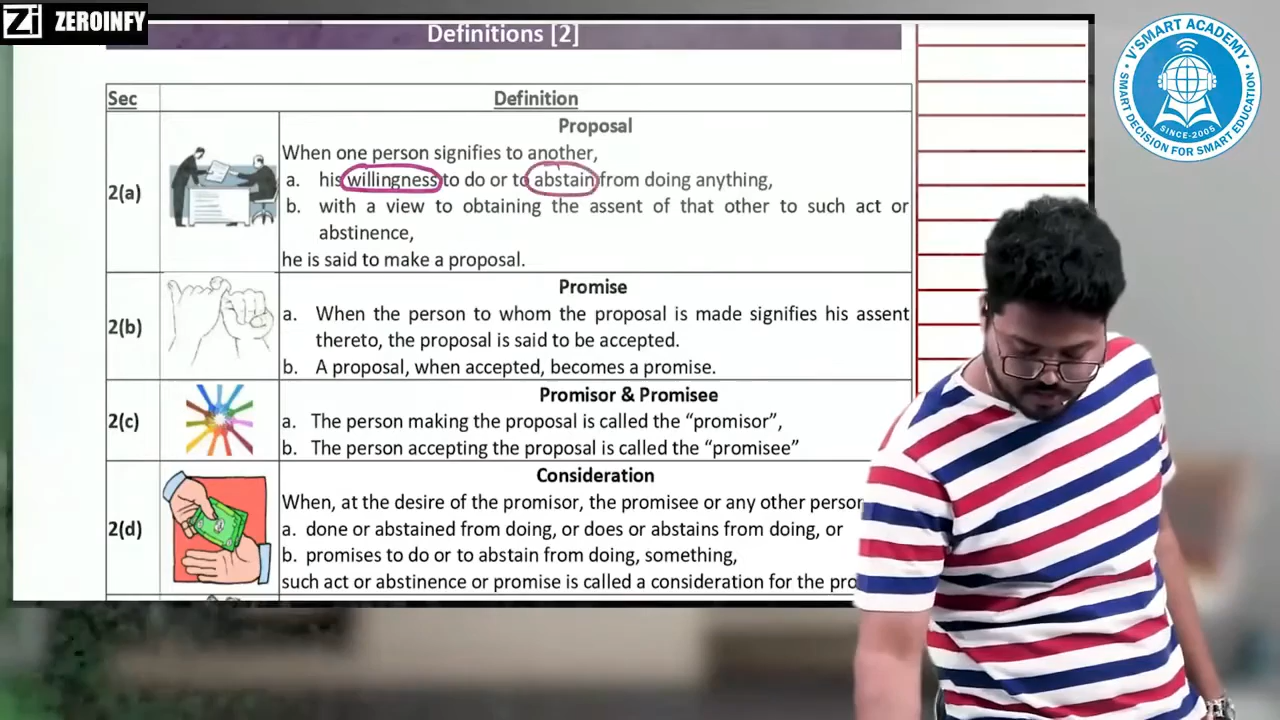 Zi ZEROINFY
Definitions [2]
V'SMART ACADEMY
SMART DECISION FOR SMART EDUCATION
SINCE-2005
Sec
Definition
2(a)
Proposal
When one person signifies to another,
a. his willingness to do or to abstain from doing anything,
b. with a view to obtaining the assent of that other to such act or
abstinence,
he is said to make a proposal.
2(b)
Promise
a. When the person to whom the proposal is made signifies his assent
thereto, the proposal is said to be accepted.
b. A proposal, when accepted, becomes a promise.
2(c)
Promisor & Promisee
a. The person making the proposal is called the “promisor”,
b. The person accepting the proposal is called the “promisee”
2(d)
Consideration
When, at the desire of the promisor, the promisee or any other person
a. done or abstained from doing, or does or abstains from doing, or
b. promises to do or to abstain from doing, something,
such act or abstinence or promise is called a consideration for the pro